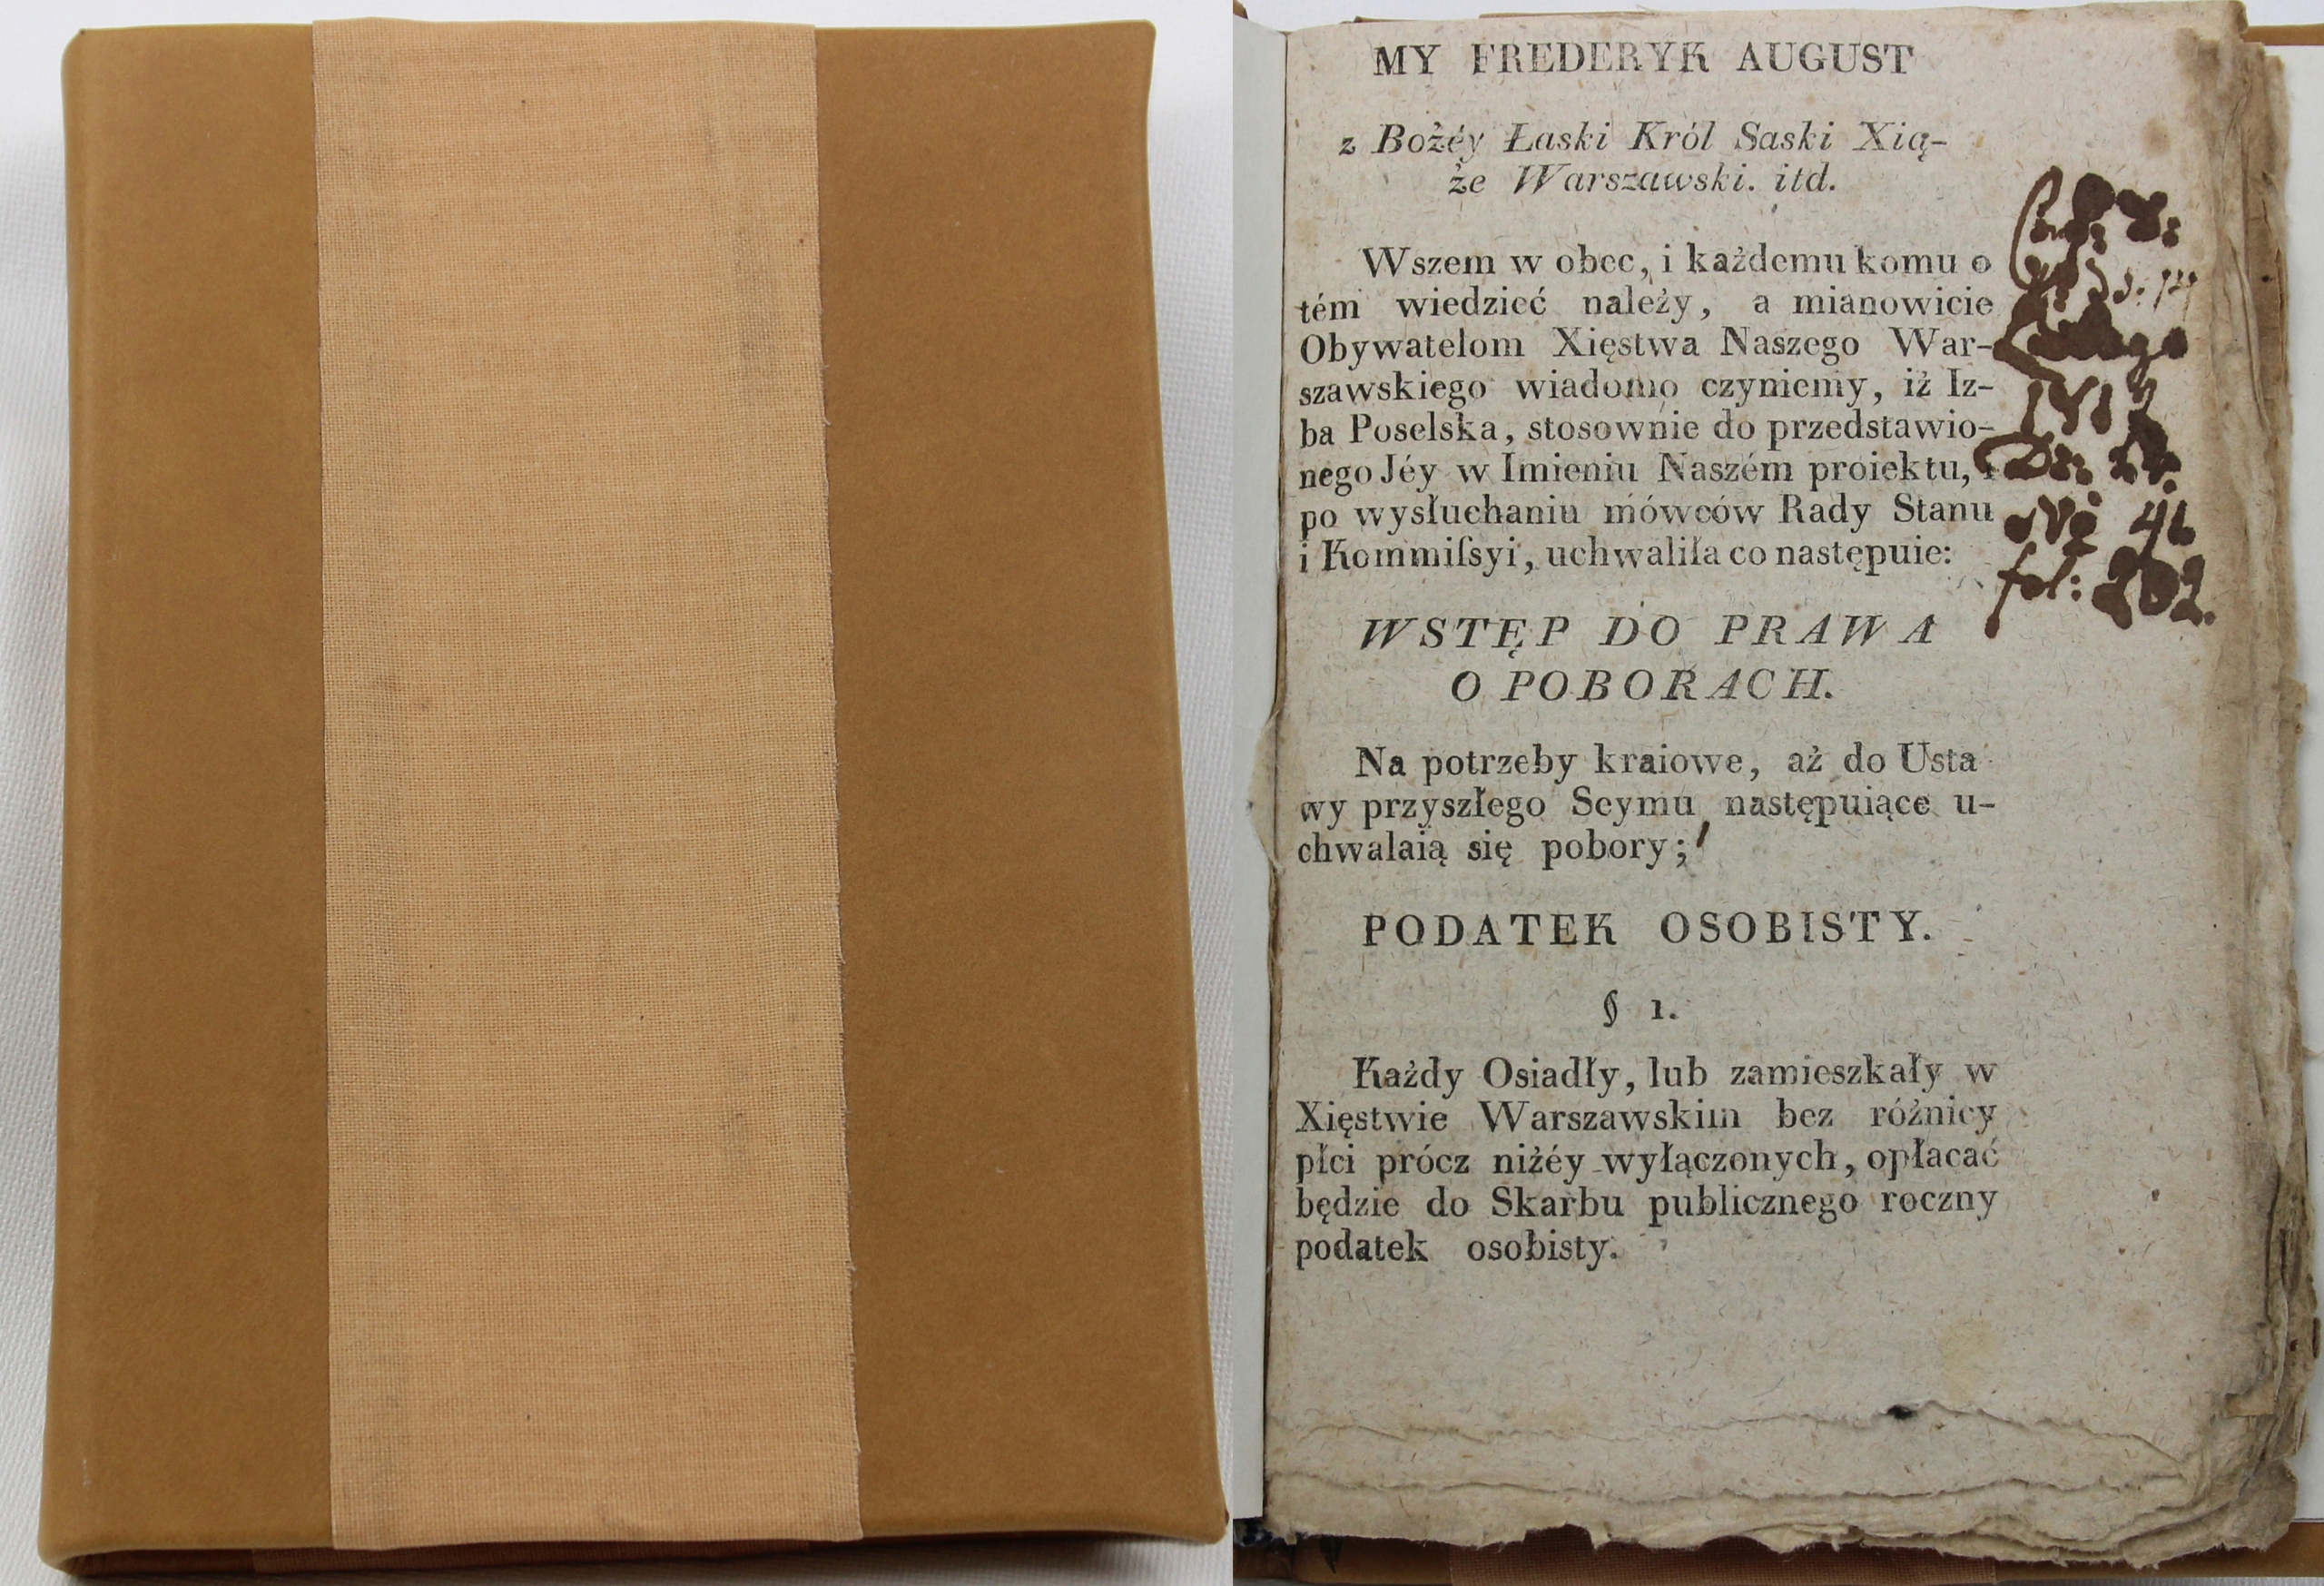 MY FREDERYK AUGUST
z Bożéy Łaski Król Saski Xią-
że Warszawski. itd.
Wszem w obec, i każdemu komu o
tém wiedzieć należy, a mianowicie
Obywatelom Xięstwa Naszego War-
szawskiego wiadomo czyniemy, iż Iz-
ba Poselska, stosownie do przedstawio-
nego Jéy w Imieniu Naszém proiektu, i
po wysłuchaniu mówców Rady Stanu
i Kommiſsyi, uchwaliła co następuie:
WSTĘP DO PRAWA
O POBORACH.
Na potrzeby kraiowe, aż do Usta
wy przyszłego Seymu następuiące u-
chwalaią się pobory;
PODATEK OSOBISTY.
§ 1.
Każdy Osiadły, lub zamieszkały w
Xięstwie Warszawskim bez różnicy
płci prócz niżéy wyłączonych, opłacać
będzie do Skarbu publicznego roczny
podatek osobisty.
fol: 202.